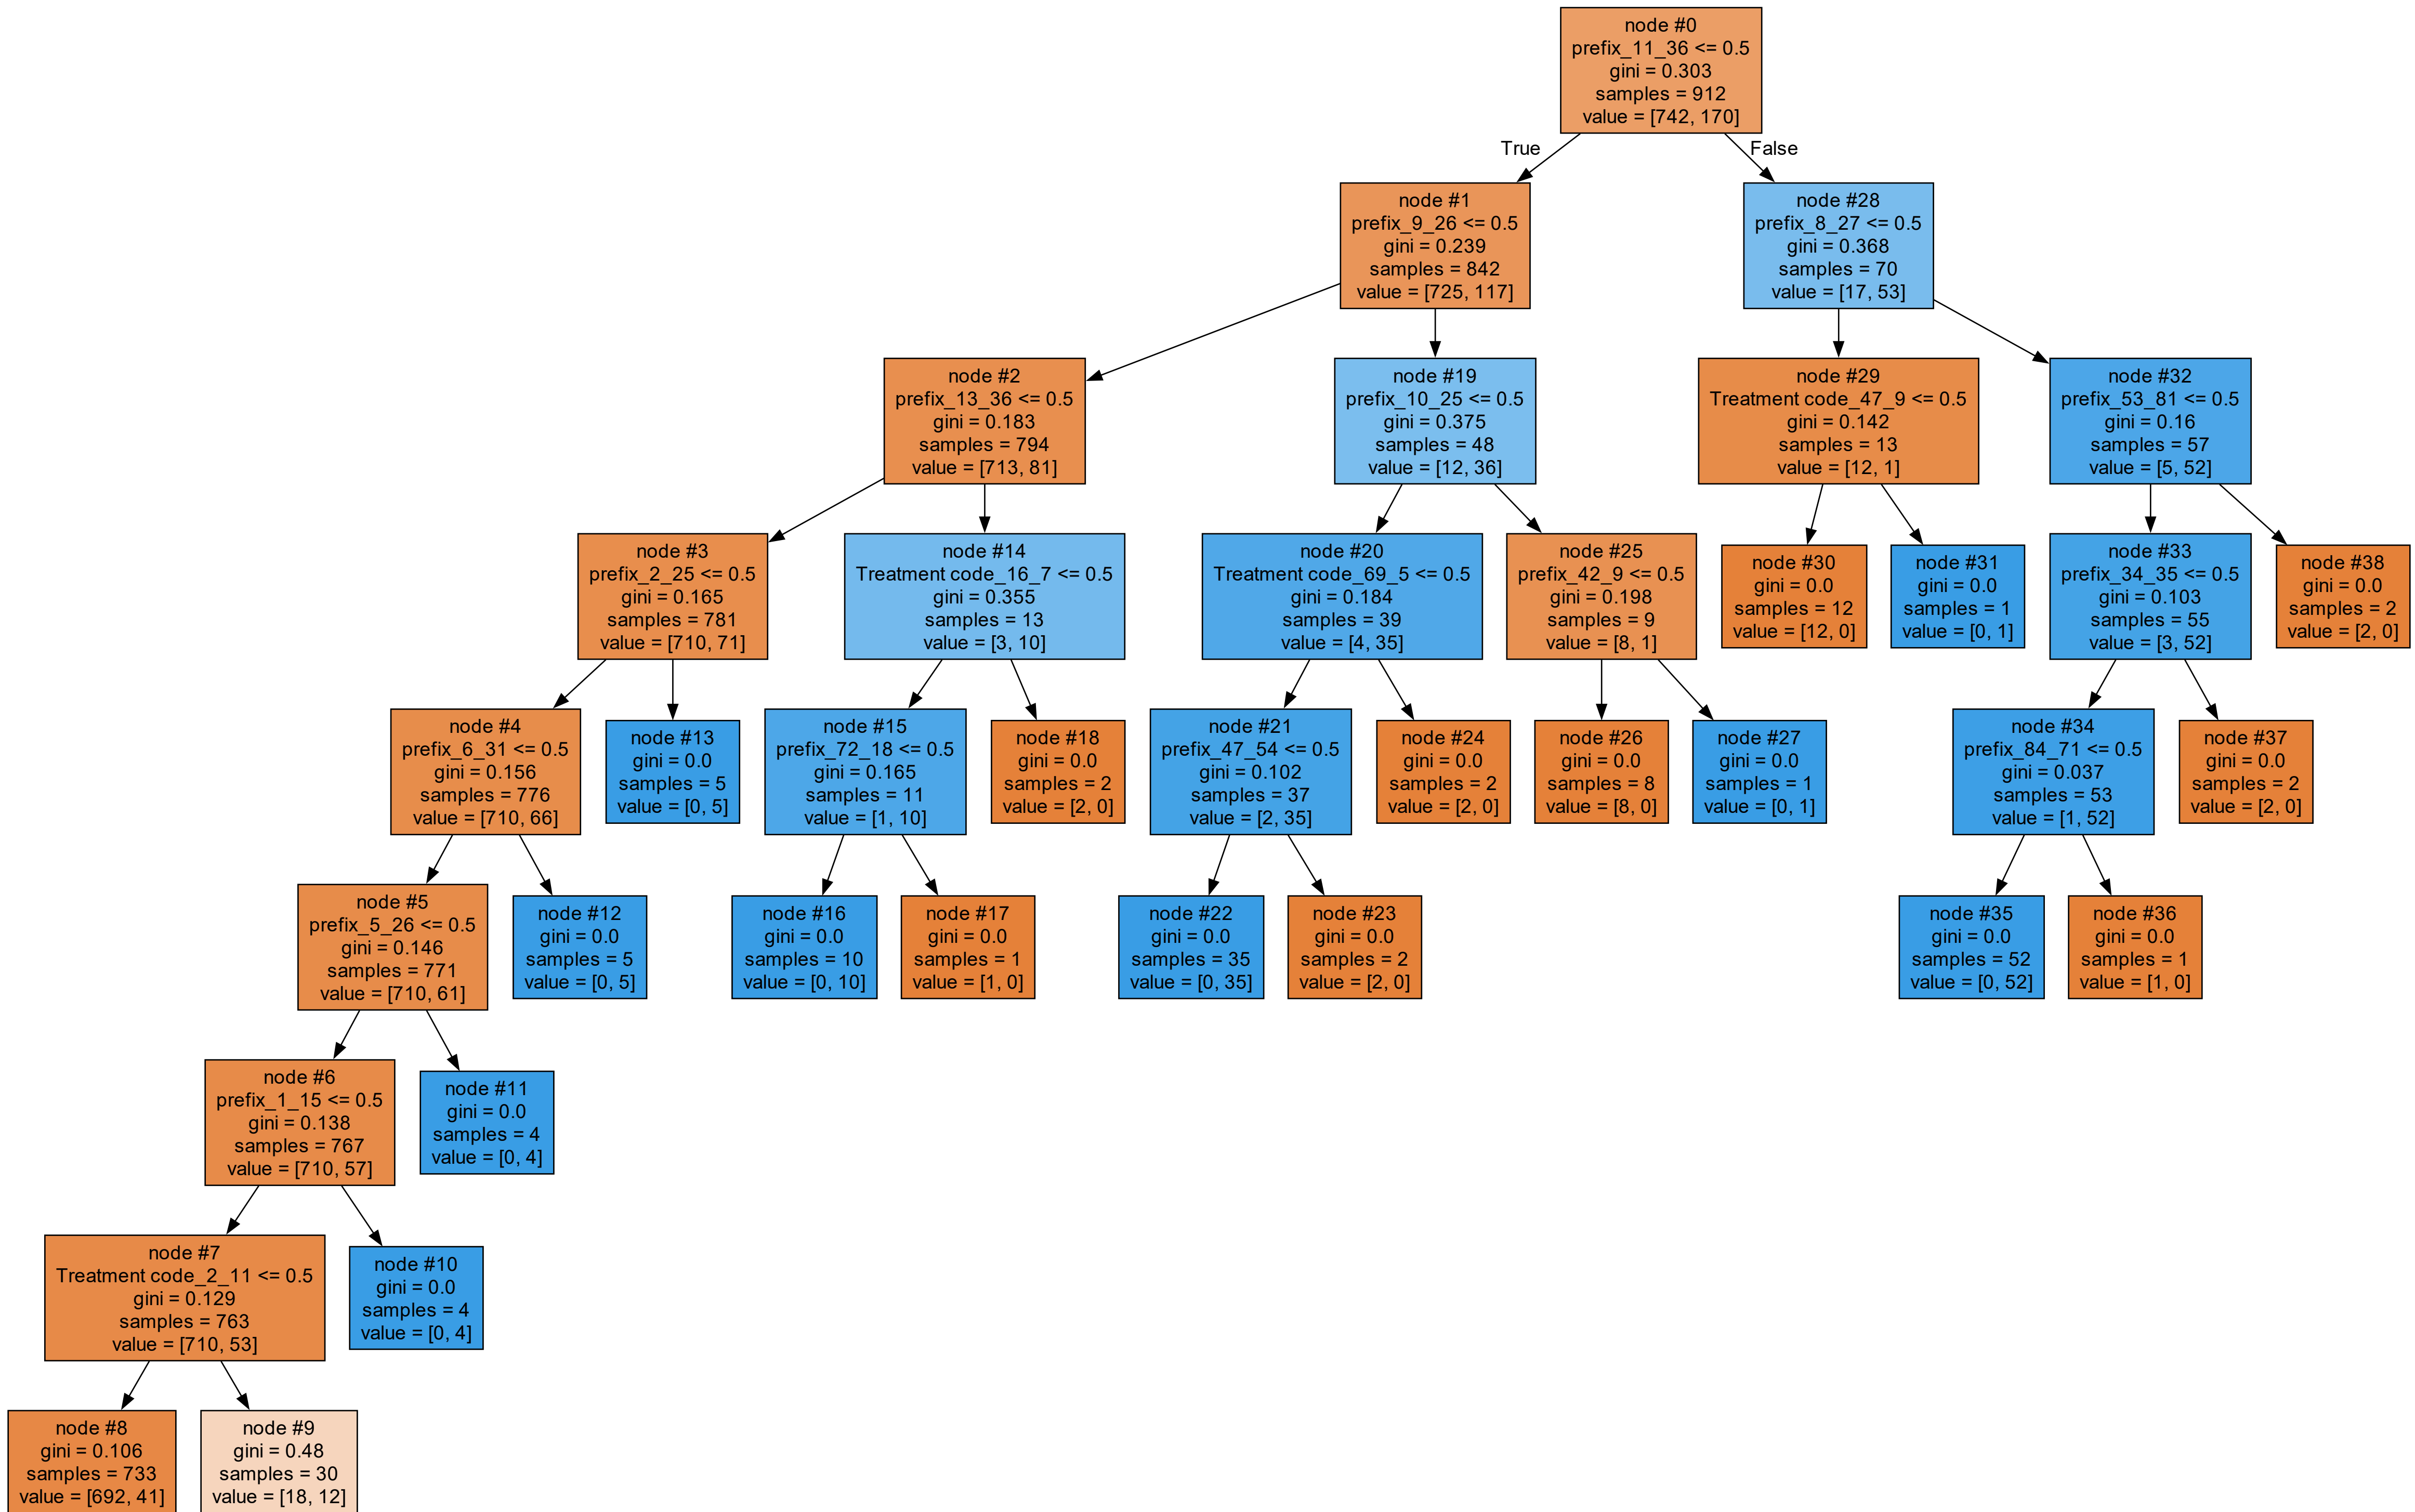 node #0
prefix_11_36 <= 0.5
gini = 0.303
samples = 912
value = [742, 170]
True
False
node #1
prefix_9_26 <= 0.5
gini = 0.239
samples = 842
value = [725, 117]
node #28
prefix_8_27 <= 0.5
gini = 0.368
samples = 70
value = [17, 53]
node #2
prefix_13_36 <= 0.5
gini = 0.183
samples = 794
value = [713, 81]
node #19
prefix_10_25 <= 0.5
gini = 0.375
samples = 48
value = [12, 36]
node #29
Treatment code_47_9 <= 0.5
gini = 0.142
samples = 13
value = [12, 1]
node #32
prefix_53_81 <= 0.5
gini = 0.16
samples = 57
value = [5, 52]
node #3
prefix_2_25 <= 0.5
gini = 0.165
samples = 781
value = [710, 71]
node #14
Treatment code_16_7 <= 0.5
gini = 0.355
samples = 13
value = [3, 10]
node #20
Treatment code_69_5 <= 0.5
gini = 0.184
samples = 39
value = [4, 35]
node #25
prefix_42_9 <= 0.5
gini = 0.198
samples = 9
value = [8, 1]
node #30
gini = 0.0
samples = 12
value = [12, 0]
node #31
gini = 0.0
samples = 1
value = [0, 1]
node #33
prefix_34_35 <= 0.5
gini = 0.103
samples = 55
value = [3, 52]
node #38
gini = 0.0
samples = 2
value = [2, 0]
node #4
prefix_6_31 <= 0.5
gini = 0.156
samples = 776
value = [710, 66]
node #13
gini = 0.0
samples = 5
value = [0, 5]
node #15
prefix_72_18 <= 0.5
gini = 0.165
samples = 11
value = [1, 10]
node #18
gini = 0.0
samples = 2
value = [2, 0]
node #21
prefix_47_54 <= 0.5
gini = 0.102
samples = 37
value = [2, 35]
node #24
gini = 0.0
samples = 2
value = [2, 0]
node #26
gini = 0.0
samples = 8
value = [8, 0]
node #27
gini = 0.0
samples = 1
value = [0, 1]
node #34
prefix_84_71 <= 0.5
gini = 0.037
samples = 53
value = [1, 52]
node #37
gini = 0.0
samples = 2
value = [2, 0]
node #5
prefix_5_26 <= 0.5
gini = 0.146
samples = 771
value = [710, 61]
node #12
gini = 0.0
samples = 5
value = [0, 5]
node #16
gini = 0.0
samples = 10
value = [0, 10]
node #17
gini = 0.0
samples = 1
value = [1, 0]
node #22
gini = 0.0
samples = 35
value = [0, 35]
node #23
gini = 0.0
samples = 2
value = [2, 0]
node #35
gini = 0.0
samples = 52
value = [0, 52]
node #36
gini = 0.0
samples = 1
value = [1, 0]
node #6
prefix_1_15 <= 0.5
gini = 0.138
samples = 767
value = [710, 57]
node #11
gini = 0.0
samples = 4
value = [0, 4]
node #7
Treatment code_2_11 <= 0.5
gini = 0.129
samples = 763
value = [710, 53]
node #10
gini = 0.0
samples = 4
value = [0, 4]
node #8
gini = 0.106
samples = 733
value = [692, 41]
node #9
gini = 0.48
samples = 30
value = [18, 12]